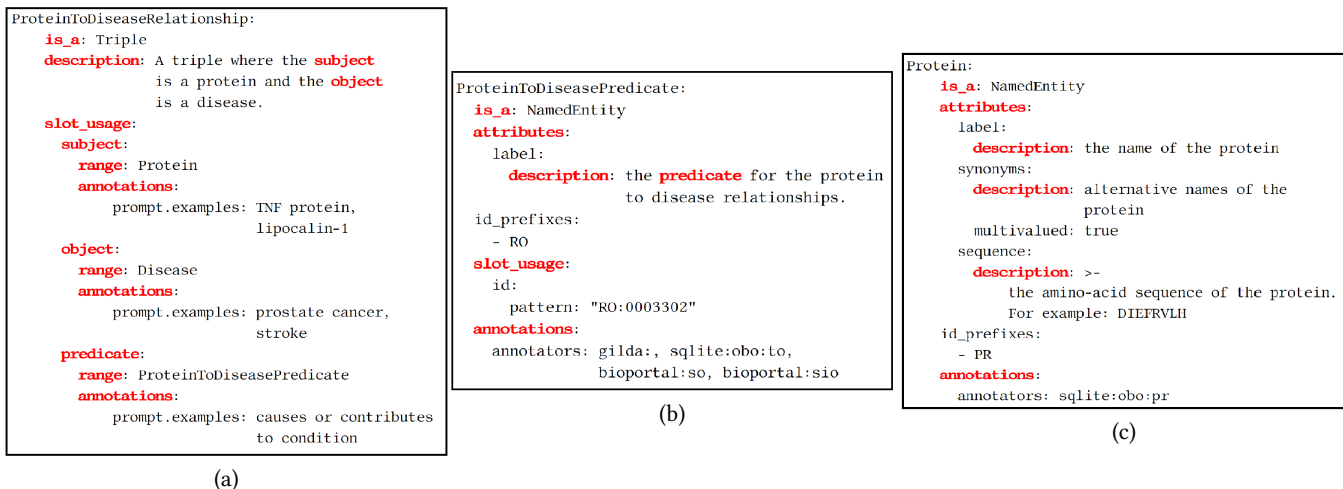 ProteinToDiseaseRelationship:
is_a: Triple
description: A triple where the subject
is a protein and the object
is a disease.
slot_usage:
subject:
range: Protein
annotations:
prompt.examples: TNF protein,
lipocalin-1
object:
range: Disease
annotations:
prompt.examples: prostate cancer,
stroke
predicate:
range: ProteinToDiseasePredicate
annotations:
prompt.examples: causes or contributes
to condition
(a)
ProteinToDiseasePredicate:
is_a: NamedEntity
attributes:
label:
description: the predicate for the protein
to disease relationships.
id_prefixes:
- RO
slot_usage:
id:
pattern: "RO:0003302"
annotations:
annotators: gilda:, sqlite:obo:to,
bioportal:so, bioportal:sio
(b)
Protein:
is_a: NamedEntity
attributes:
label:
description: the name of the protein
synonyms:
description: alternative names of the
protein
multivalued: true
sequence:
description: >-
the amino-acid sequence of the protein.
For example: DIEFRVLH
id_prefixes:
- PR
annotations:
annotators: sqlite:obo:pr
(c)